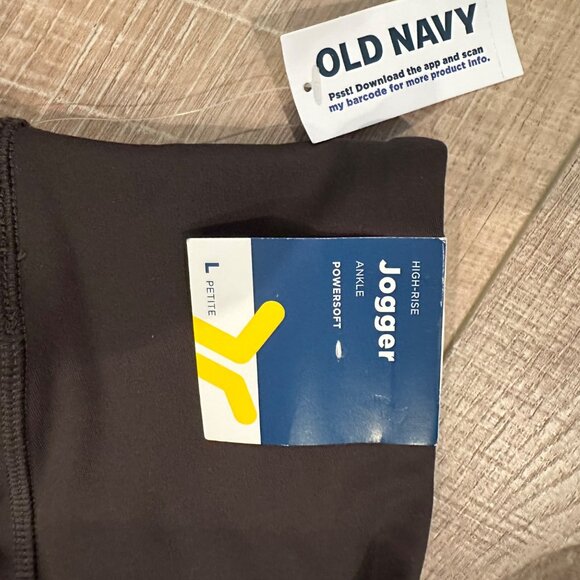 OLD NAVY
Psst! Download the app and scan
my barcode for more product info.
HIGH-RISE
Jogger
ANKLE
POWERSOFT
L PETITE